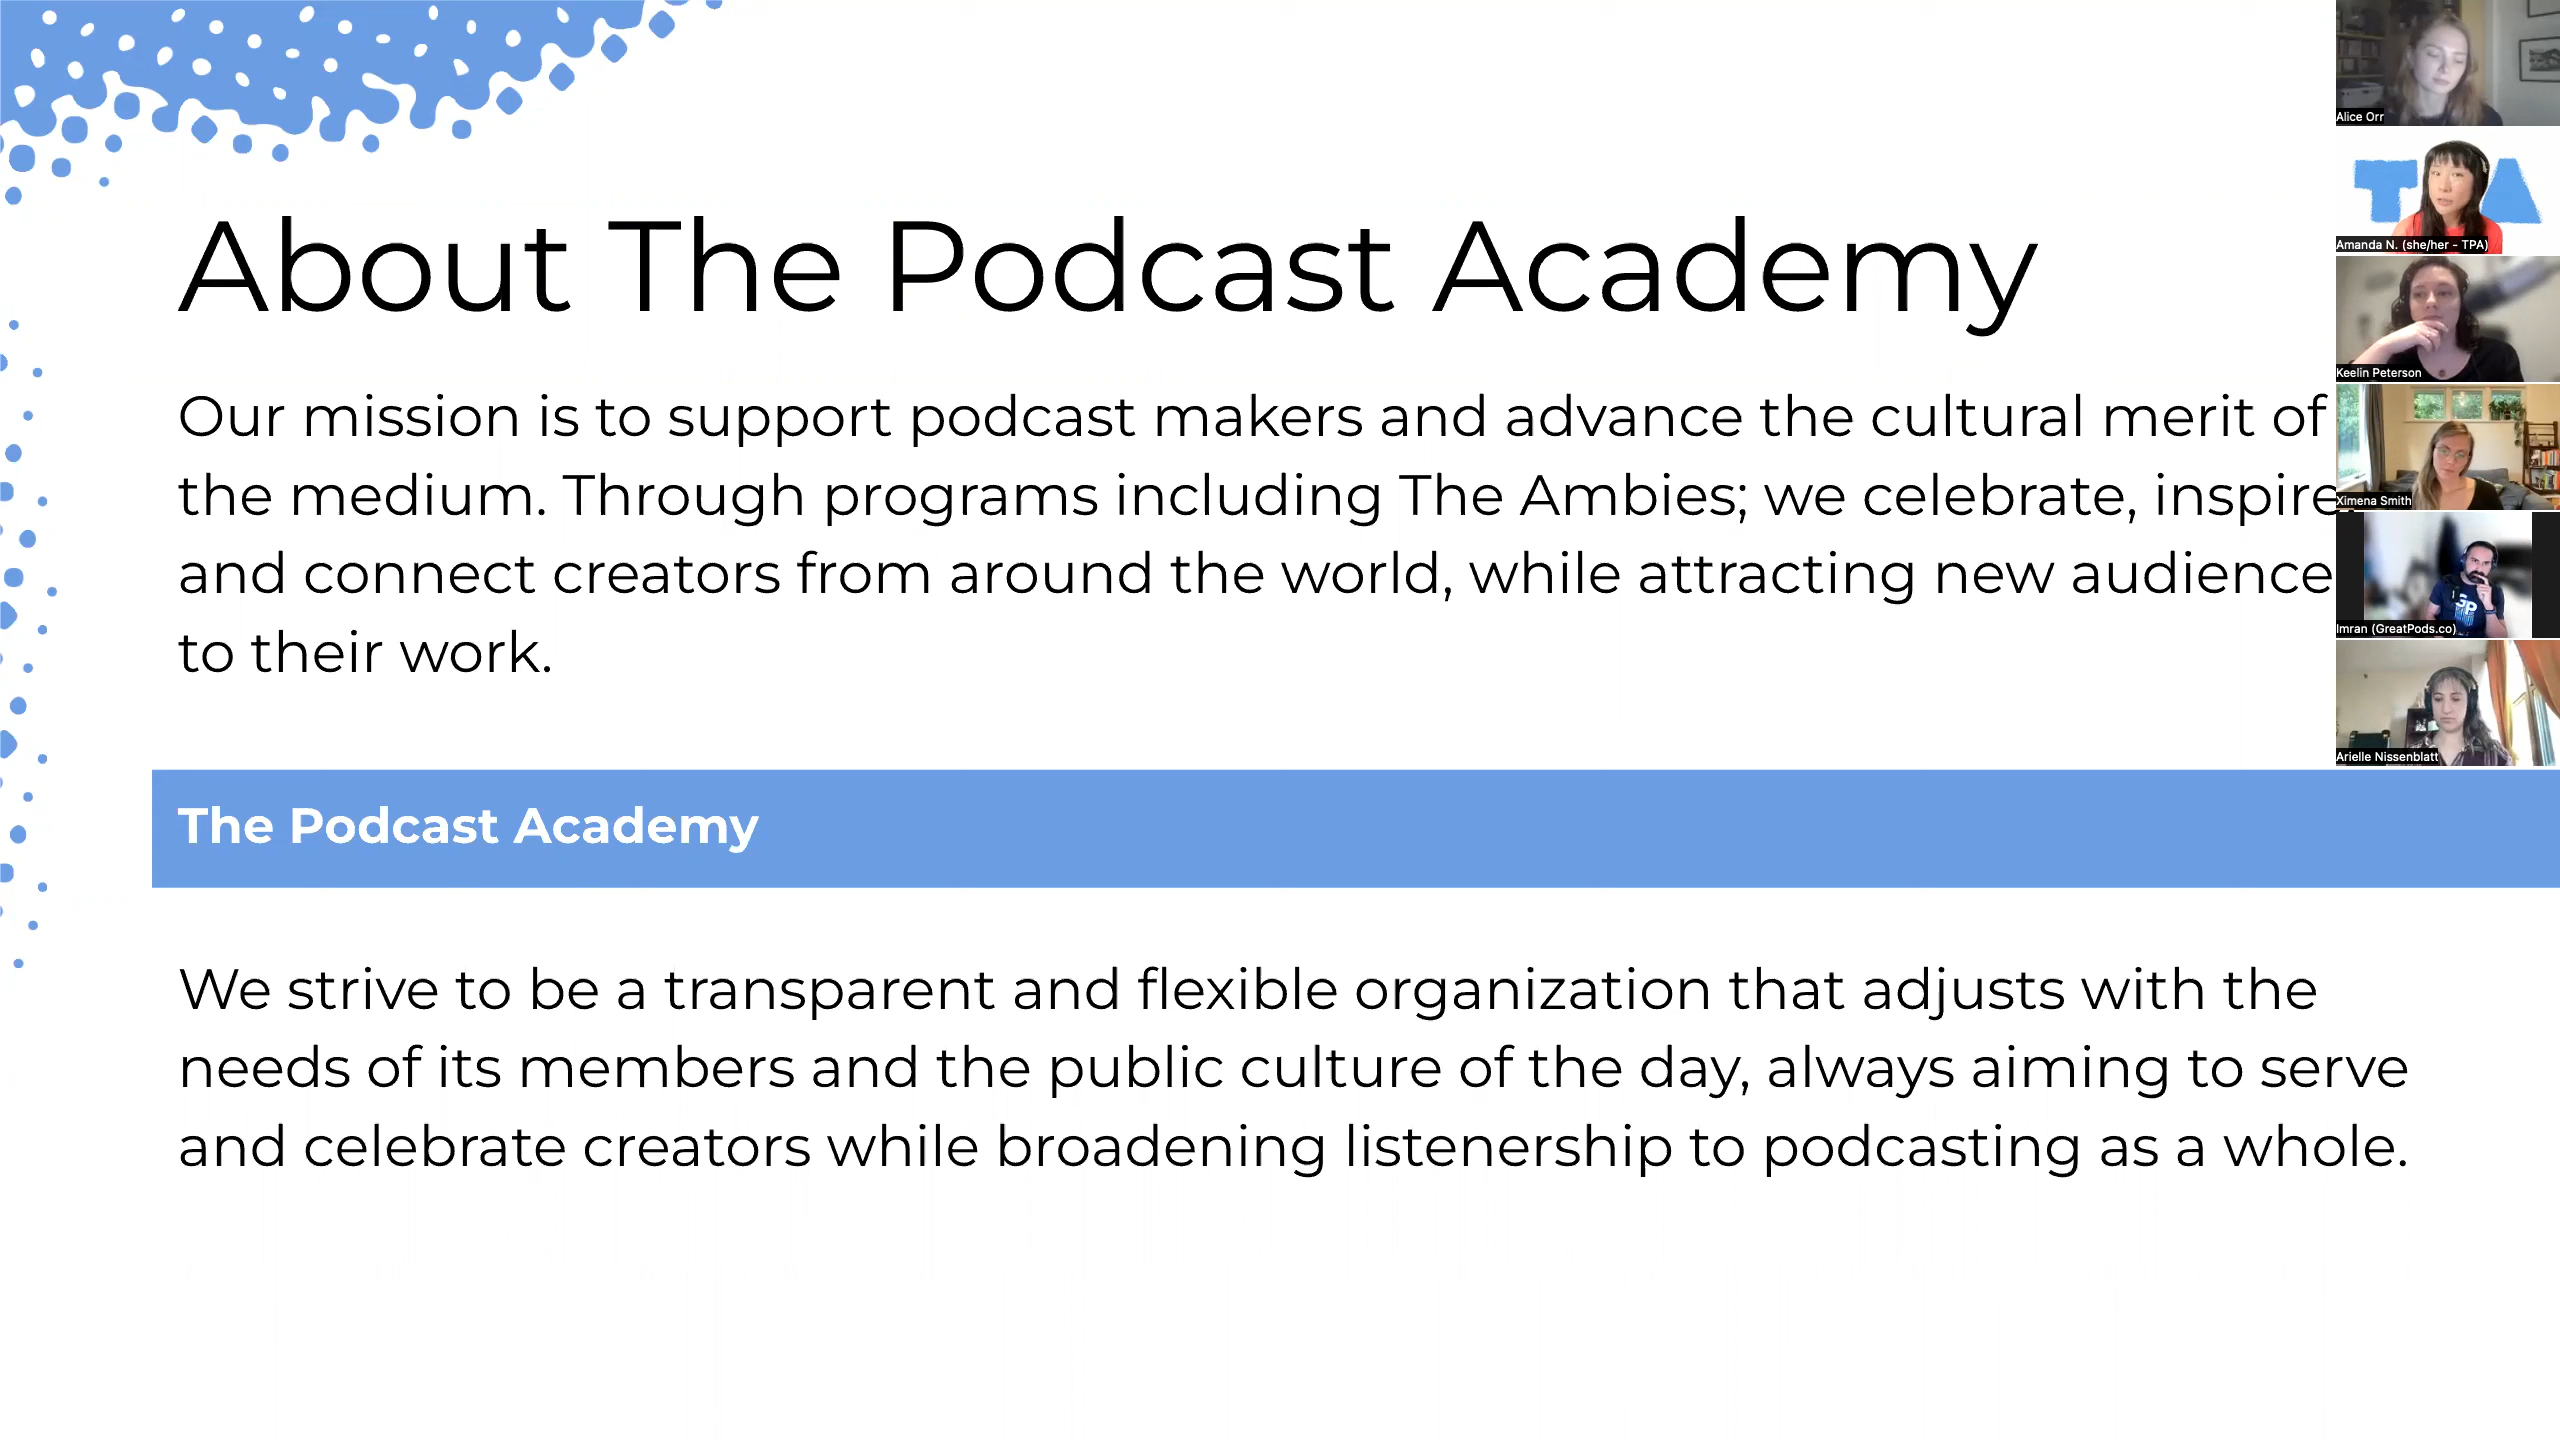 About The Podcast Academy
Our mission is to support podcast makers and advance the cultural merit of
the medium. Through programs including The Ambies; we celebrate, inspire,
and connect creators from around the world, while attracting new audience
to their work.
The Podcast Academy
We strive to be a transparent and flexible organization that adjusts with the
needs of its members and the public culture of the day, always aiming to serve
and celebrate creators while broadening listenership to podcasting as a whole.
Alice Orr
TPA
Amanda N. (she/her - TPA)
Keelin Peterson
Ximena Smith
GP
Imran (GreatPods.co)
Arielle Nissenblatt